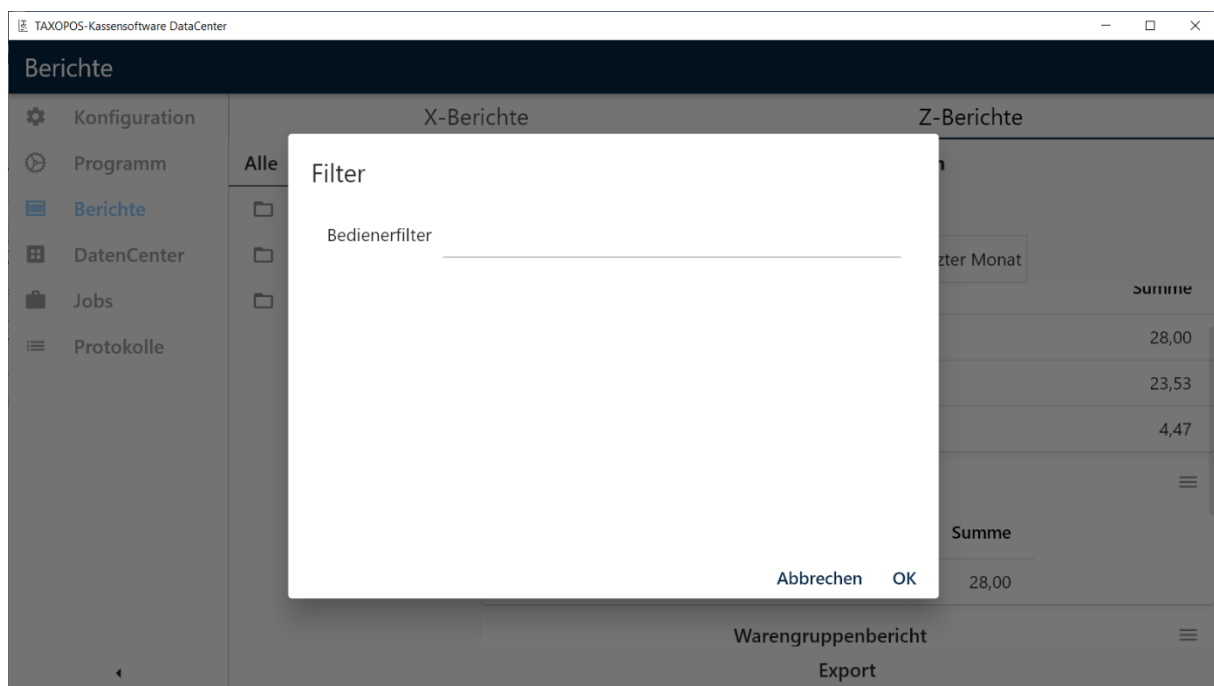 TAXOPOS-Kassensoftware DataCenter
Berichte
Konfiguration
Programm
Berichte
DatenCenter
Jobs
Protokolle
X-Berichte
Z-Berichte
Alle
Filter
Bedienerfilter
Abbrechen
OK
Monat
Summe
28,00
23,53
4,47
Summe
28,00
Warengruppenbericht
Export